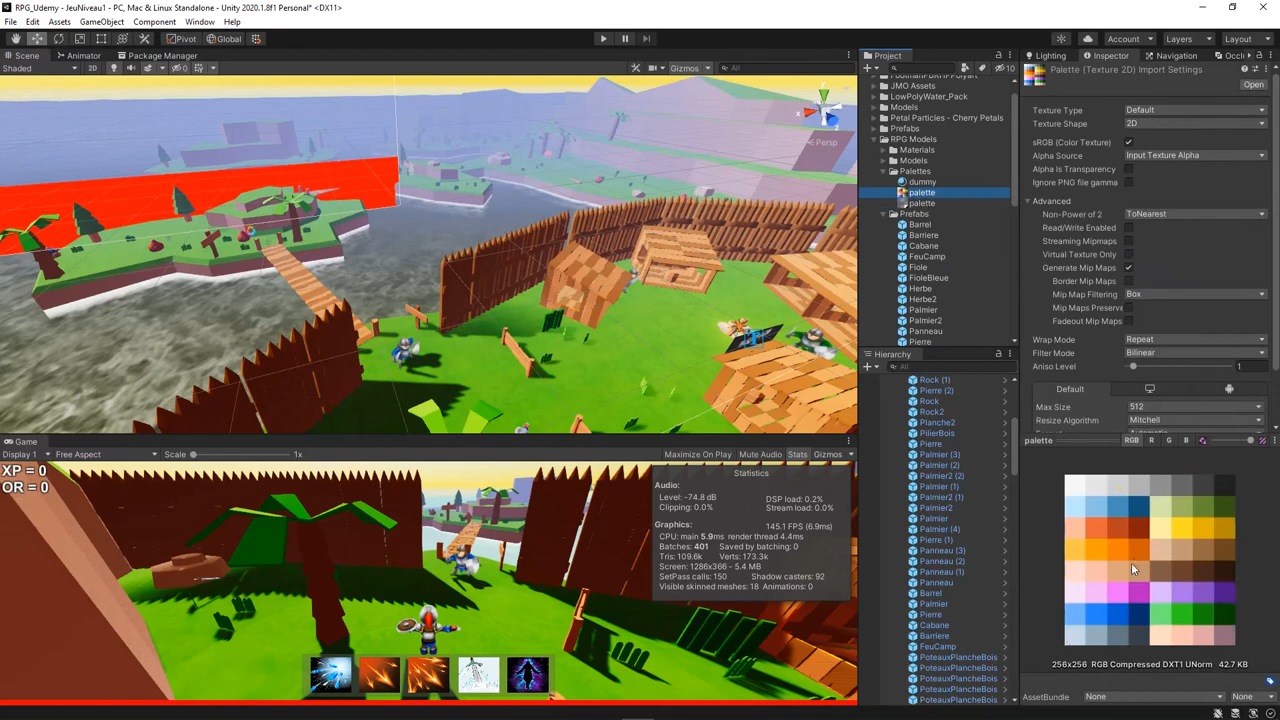 RPG_Udemy - JeuNiveau1 - PC, Mac & Linux Standalone - Unity 2020.1.8f1 Personal* <DX11>
File Edit Assets GameObject Component Window Help
Pivot Global Account Layers Layout
Scene Animator Package Manager
Shaded 2D 0 Gizmos All
y x z Persp
Game
Display 1 Free Aspect Scale 1x Maximize On Play Mute Audio Stats Gizmos
XP = 0
OR = 0
Statistics
Audio:
Level: -74.8 dB DSP load: 0.2%
Clipping: 0.0% Stream load: 0.0%
Graphics: 145.1 FPS (6.9ms)
CPU: main 5.9ms render thread 4.4ms
Batches: 401 Saved by batching: 0
Tris: 109.6k Verts: 173.3k
Screen: 1286x366 - 5.4 MB
SetPass calls: 150 Shadow casters: 92
Visible skinned meshes: 18 Animations: 0
Project
10
JMO Assets
LowPolyWater_Pack
Models
Petal Particles - Cherry Petals
Prefabs
RPG Models
Materials
Models
Palettes
dummy
palette
palette
Prefabs
Barrel
Barriere
Cabane
FeuCamp
Fiole
FioleBleue
Herbe
Herbe2
Palmier
Palmier2
Panneau
Pierre
Hierarchy
All
Rock (1)
Pierre (2)
Rock
Rock2
Planche2
PilierBois
Pierre
Palmier (3)
Palmier (2)
Palmier2 (2)
Palmier (1)
Palmier2 (1)
Palmier2
Palmier
Palmier (4)
Pierre (1)
Panneau (3)
Panneau (2)
Panneau (1)
Panneau
Barrel
Palmier
Pierre
Cabane
Barriere
FeuCamp
PoteauxPlancheBois
PoteauxPlancheBois
PoteauxPlancheBois
PoteauxPlancheBois
PoteauxPlancheBois
Lighting Inspector Navigation Occlu
Palette (Texture 2D) Import Settings
Open
Texture Type Default
Texture Shape 2D
sRGB (Color Texture)
Alpha Source Input Texture Alpha
Alpha Is Transparency
Ignore PNG file gamma
Advanced
Non-Power of 2 ToNearest
Read/Write Enabled
Streaming Mipmaps
Virtual Texture Only
Generate Mip Maps
Border Mip Maps
Mip Map Filtering Box
Mip Maps Preserve
Fadeout Mip Maps
Wrap Mode Repeat
Filter Mode Bilinear
Aniso Level 1
Default
Max Size 512
Resize Algorithm Mitchell
palette RGB R G B
256x256 RGB Compressed DXT1 UNorm 42.7 KB
AssetBundle None None